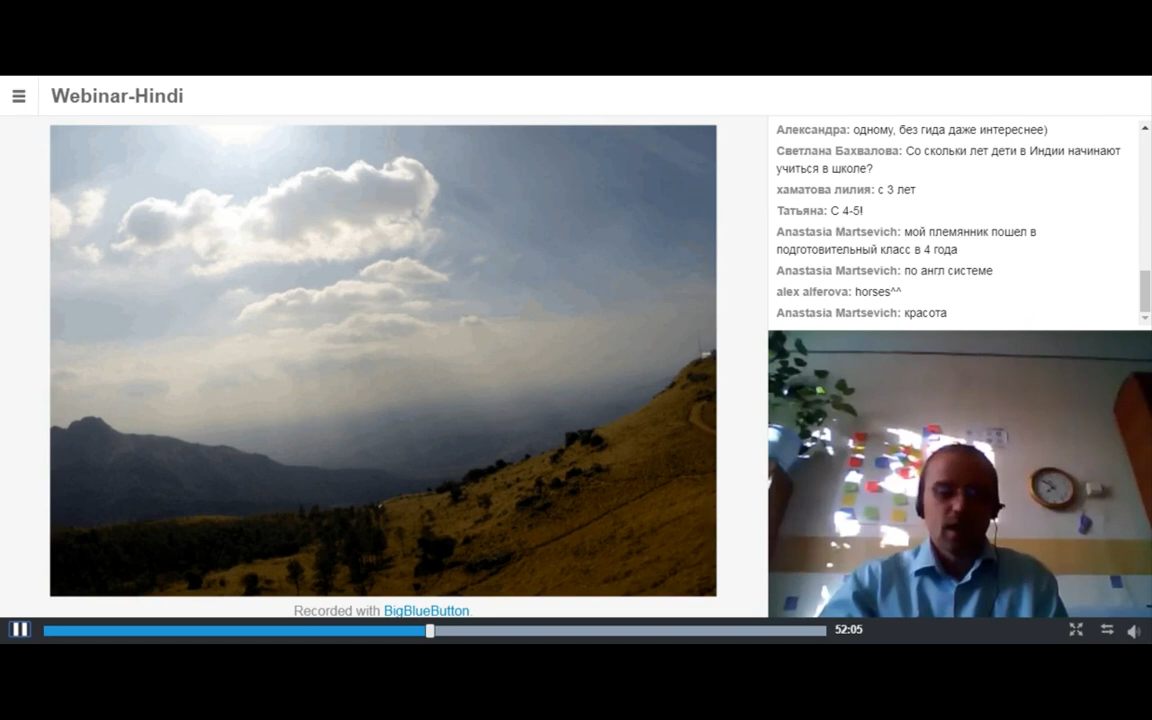 Webinar-Hindi
Александра: одному, без гида даже интереснее)
Светлана Бахвалова: Со скольки лет дети в Индии начинают
учиться в школе?
хаматова лилия: с 3 лет
Татьяна: С 4-5!
Anastasia Martsevich: мой племянник пошел в
подготовительный класс в 4 года
Anastasia Martsevich: по англ системе
alex alferova: horses^^
Anastasia Martsevich: красота
Recorded with BigBlueButton.
52:05